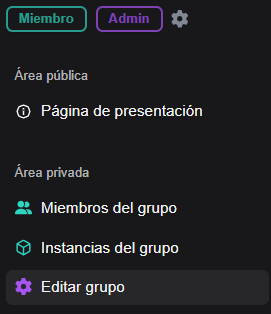 Miembro Admin
Área pública
Página de presentación
Área privada
Miembros del grupo
Instancias del grupo
Editar grupo